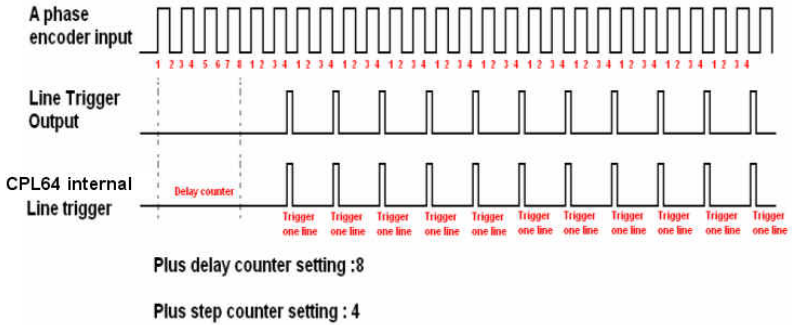 A phase
encoder input
1 2 3 4 5 6 7 8 1 2 3 4 1 2 3 4 1 2 3 4 1 2 3 4 1 2 3 4 1 2 3 4 1 2 3 4 1 2 3 4 1 2 3 4 1 2 3 4 1 2 3 4
Line Trigger
Output
CPL64 internal
Line trigger
Delay counter
Trigger Trigger Trigger Trigger Trigger Trigger Trigger Trigger Trigger Trigger Trigger
one line one line one line one line one line one line one line one line one line one line one line
Plus delay counter setting :8
Plus step counter setting : 4